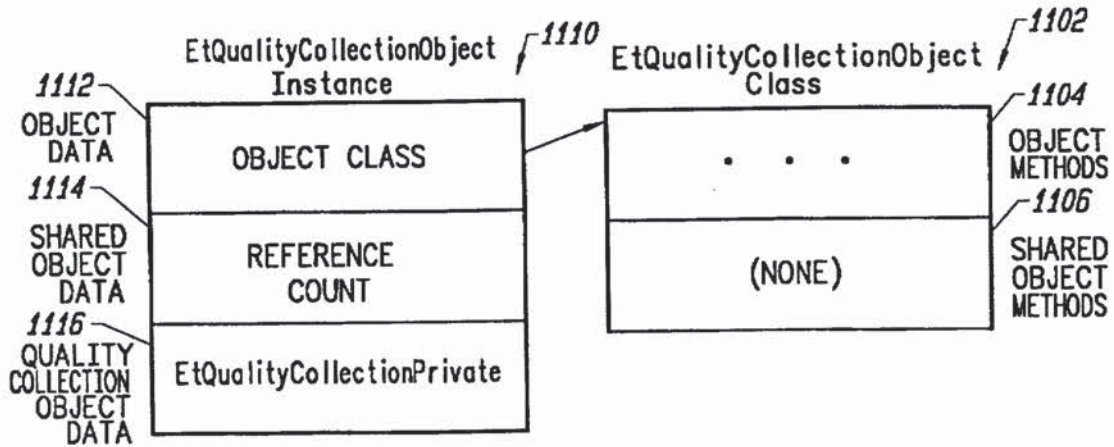 EtQualityCollectionObject
Instance
1110
1112
OBJECT
DATA
OBJECT CLASS
1114
SHARED
OBJECT
DATA
REFERENCE
COUNT
1116
QUALITY
COLLECTION
OBJECT
DATA
EtQualityCollectionPrivate
EtQualityCollectionObject
Class
1102
1104
. . .
OBJECT
METHODS
1106
(NONE)
SHARED
OBJECT
METHODS